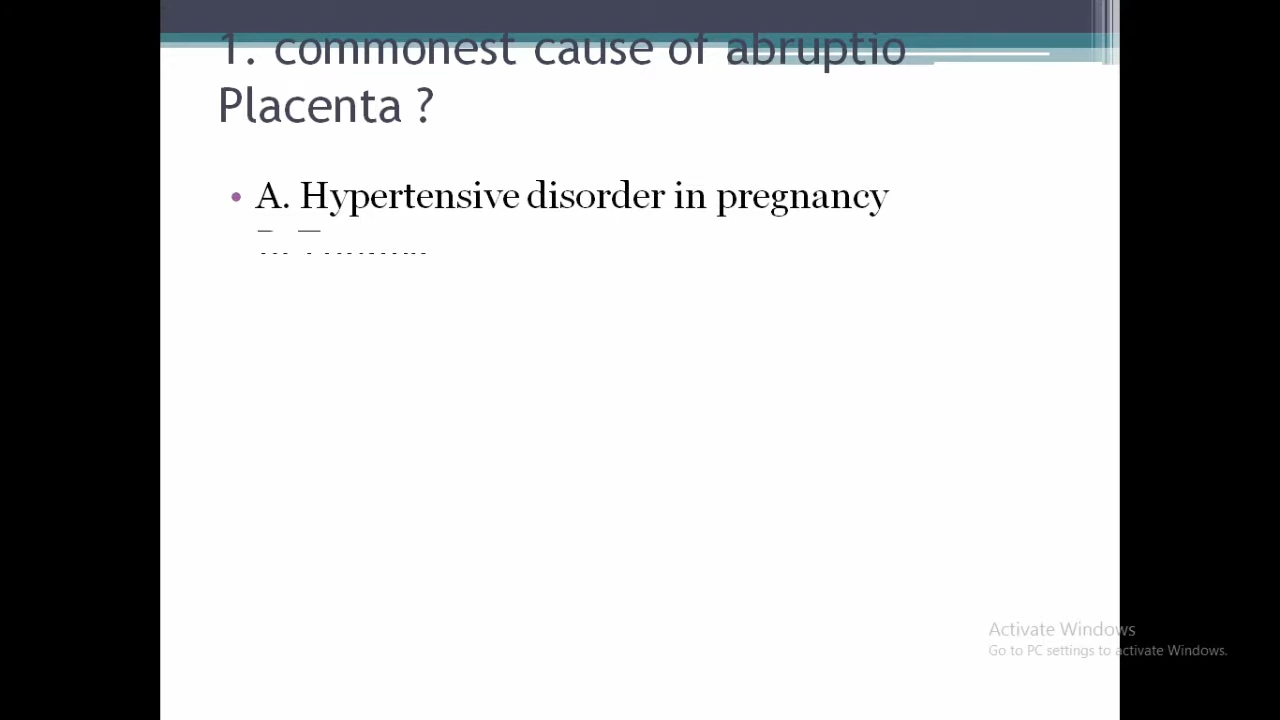 1. commonest cause of abruptio
Placenta ?
• A. Hypertensive disorder in pregnancy
Activate Windows
Go to PC settings to activate Windows.